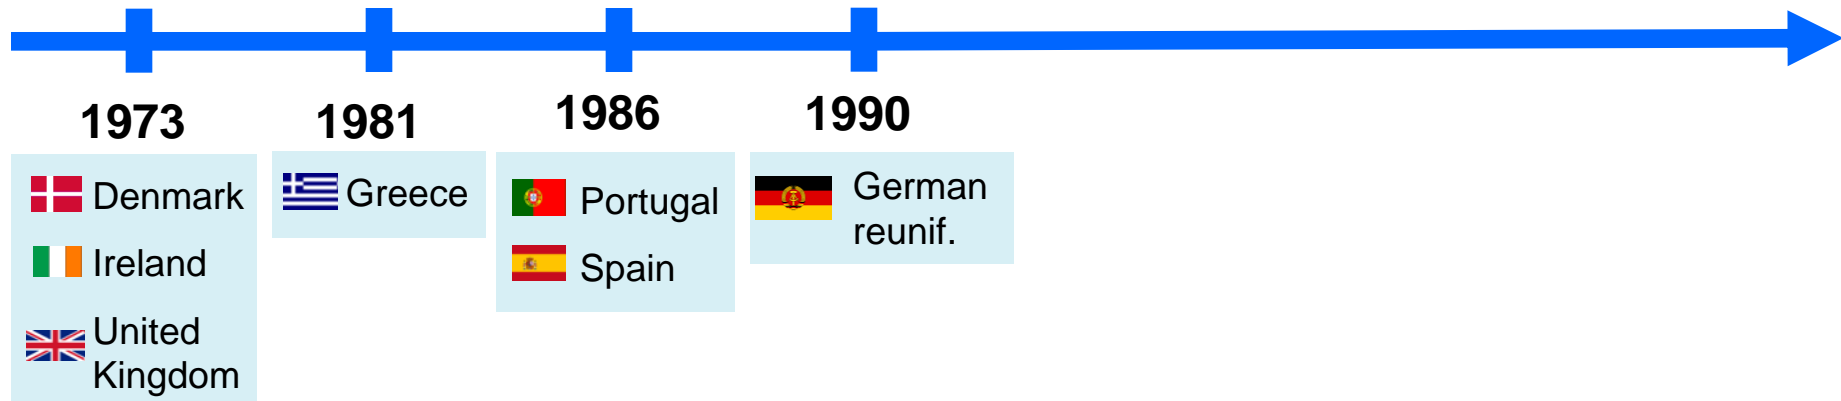 1973
Denmark
Ireland
United
Kingdom
1981
Greece
1986
Portugal
Spain
1990
German
reunif.